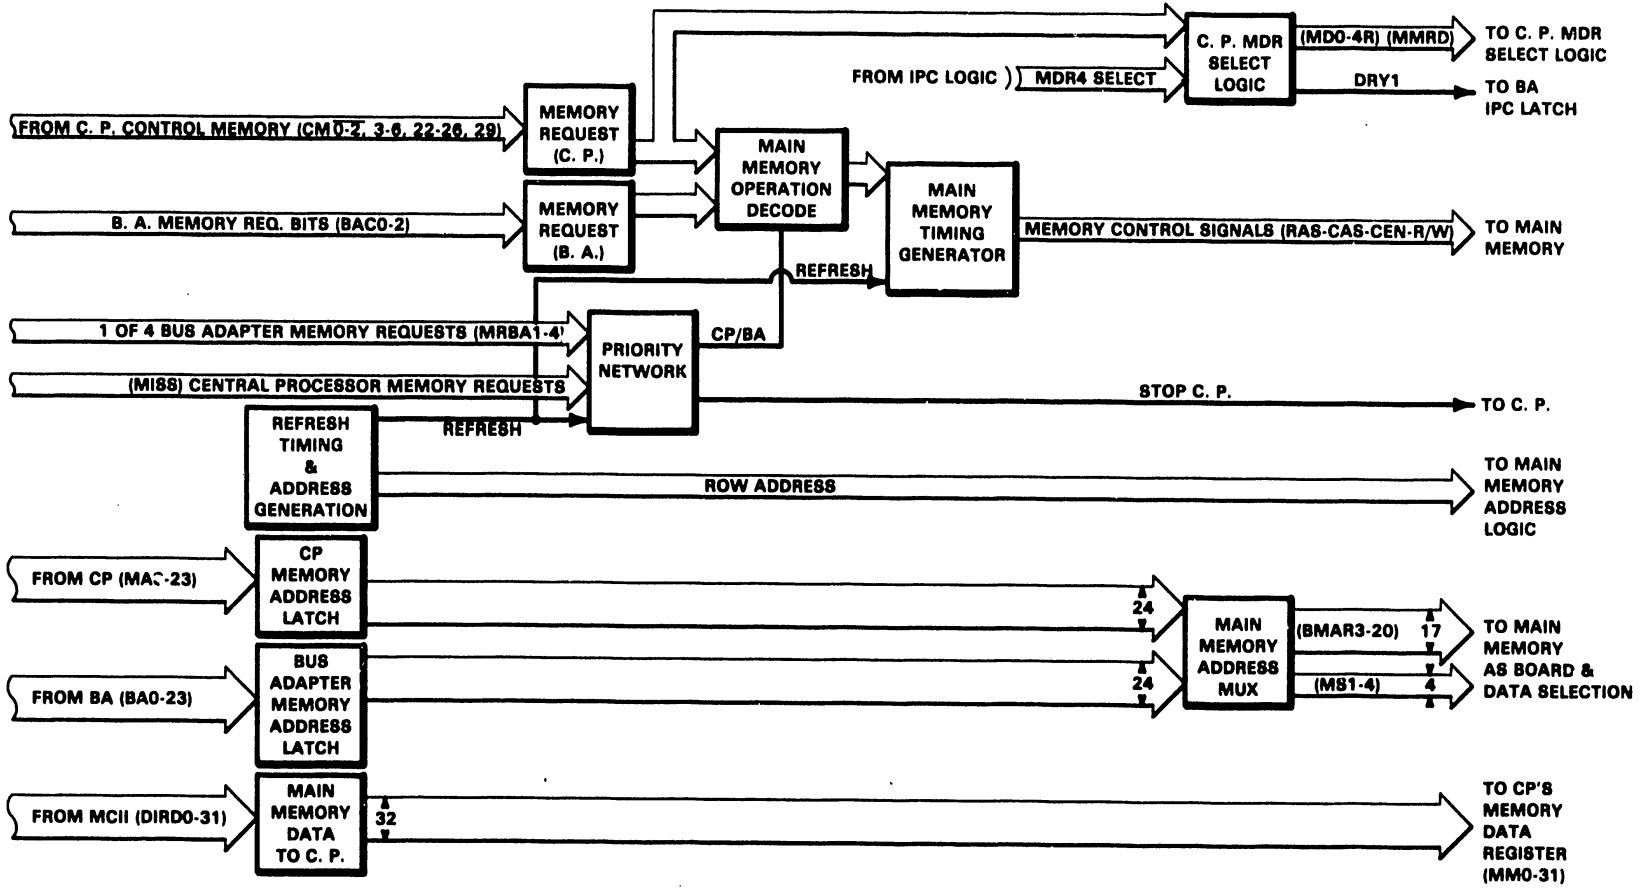 FROM IPC LOGIC
MDR4 SELECT
C. P. MDR
SELECT
LOGIC
(MD0-4R) (MMRD)
TO C. P. MDR
SELECT LOGIC
DRY1
TO BA
IPC LATCH
FROM C. P. CONTROL MEMORY (CM 0-2, 3-6, 22-26, 29)
MEMORY
REQUEST
(C. P.)
MAIN
MEMORY
OPERATION
DECODE
B. A. MEMORY REQ. BITS (BAC0-2)
MEMORY
REQUEST
(B. A.)
MAIN
MEMORY
TIMING
GENERATOR
MEMORY CONTROL SIGNALS (RAS-CAS-CEN-R/W)
TO MAIN
MEMORY
REFRESH
1 OF 4 BUS ADAPTER MEMORY REQUESTS (MRBA1-4)
PRIORITY
NETWORK
CP/BA
(MISS) CENTRAL PROCESSOR MEMORY REQUESTS
STOP C. P.
TO C. P.
REFRESH
REFRESH
TIMING
&
ADDRESS
GENERATION
ROW ADDRESS
TO MAIN
MEMORY
ADDRESS
LOGIC
FROM CP
CP
MEMORY
ADDRESS
LATCH
24
FROM BA (BA0-23)
BUS
ADAPTER
MEMORY
ADDRESS
LATCH
24
MAIN
MEMORY
ADDRESS
MUX
(BMAR3-20)
17
(MS1-4)
4
TO MAIN
MEMORY
AS BOARD &
DATA SELECTION
FROM MCII (DIRD0-31)
MAIN
MEMORY
DATA
TO C. P.
32
TO CP'S
MEMORY
DATA
REGISTER
(MM0-31)